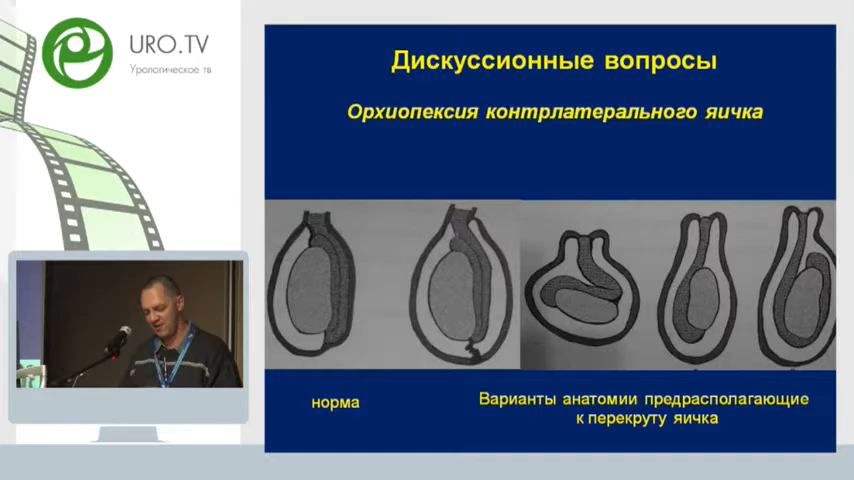 URO.TV
Урологическое тв
Дискуссионные вопросы
Орхиопексия контрлатерального яичка
норма
Варианты анатомии предрасполагающие
к перекруту яичка